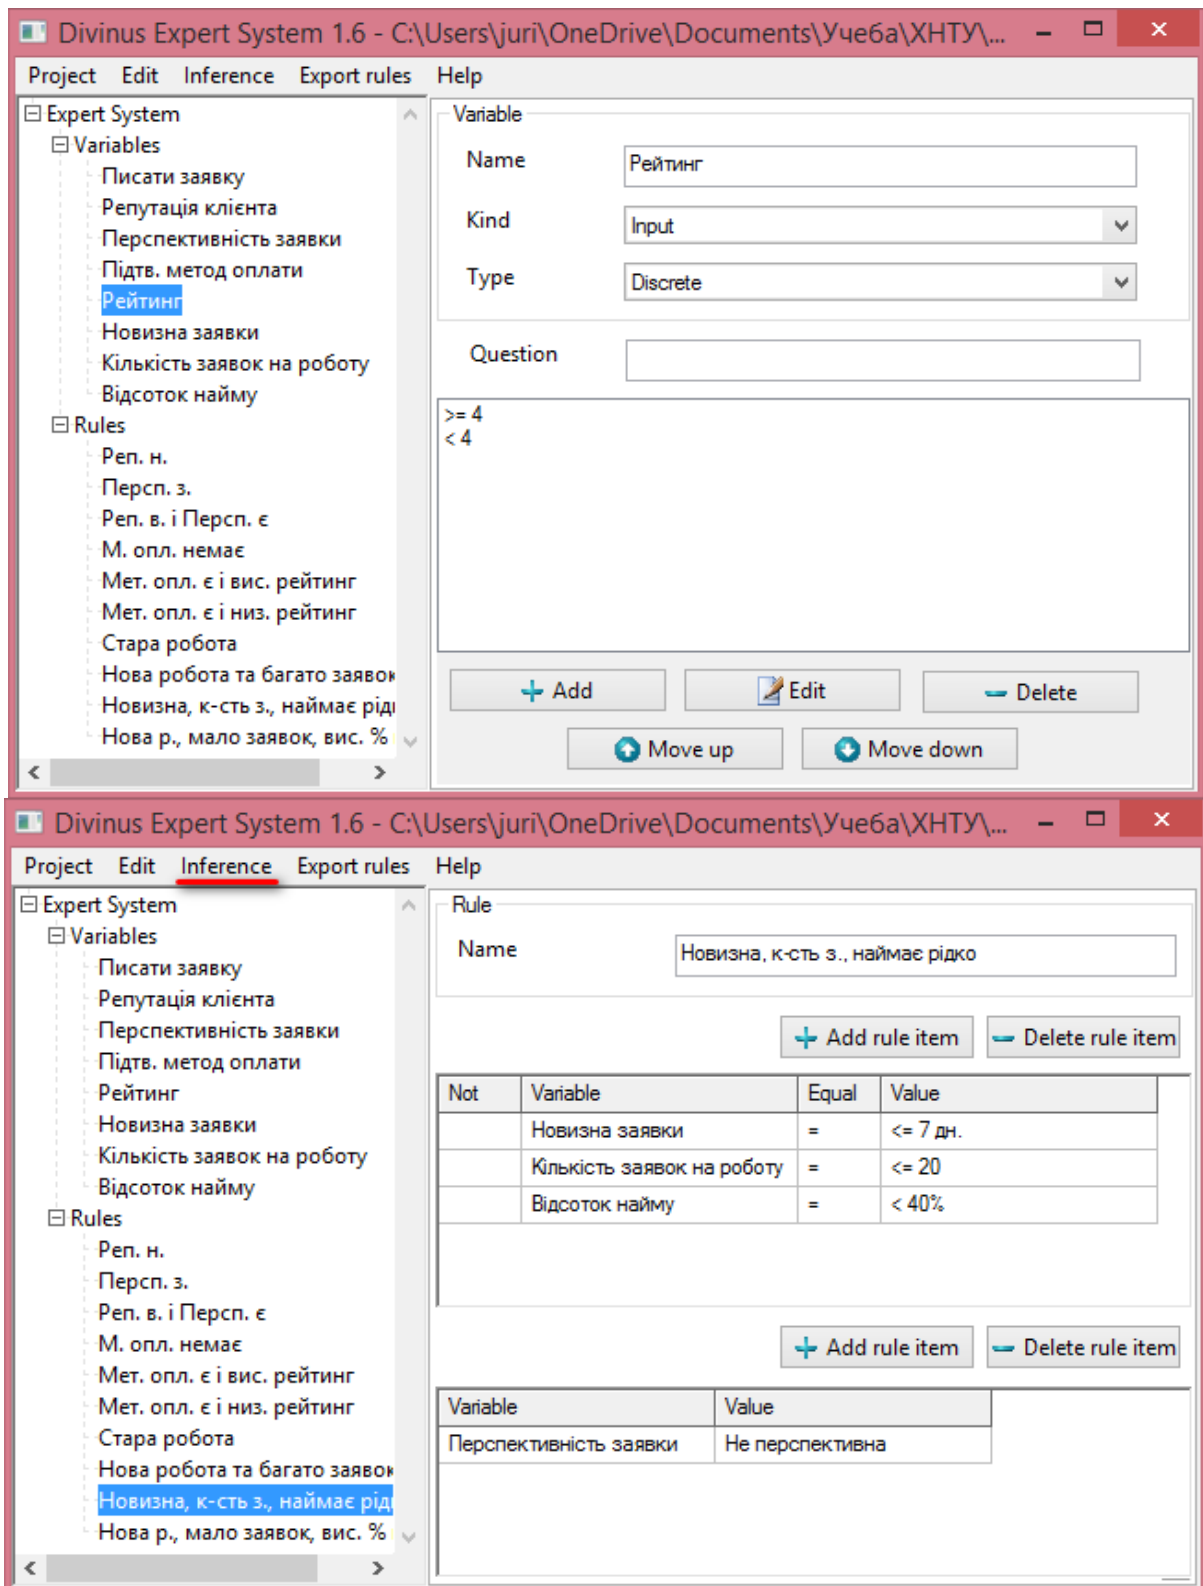 Divinus Expert System 1.6 - C:\Users\juri\OneDrive\Documents\Учеба\ХНТУ\...
Project Edit Inference Export rules Help
Expert System
Variables
Писати заявку
Репутація клієнта
Перспективність заявки
Підтв. метод оплати
Рейтинг
Новизна заявки
Кількість заявок на роботу
Відсоток найму
Rules
Реп. н.
Персп. з.
Реп. в. і Персп. є
М. опл. немає
Мет. опл. є і вис. рейтинг
Мет. опл. є і низ. рейтинг
Стара робота
Нова робота та багато заявок
Новизна, к-сть з., наймає рідк
Нова р., мало заявок, вис. %
Variable
Name Рейтинг
Kind Input
Type Discrete
Question
>= 4
< 4
Add Edit Delete
Move up Move down
Divinus Expert System 1.6 - C:\Users\juri\OneDrive\Documents\Учеба\ХНТУ\...
Project Edit Inference Export rules Help
Expert System
Variables
Писати заявку
Репутація клієнта
Перспективність заявки
Підтв. метод оплати
Рейтинг
Новизна заявки
Кількість заявок на роботу
Відсоток найму
Rules
Реп. н.
Персп. з.
Реп. в. і Персп. є
М. опл. немає
Мет. опл. є і вис. рейтинг
Мет. опл. є і низ. рейтинг
Стара робота
Нова робота та багато заявок
Новизна, к-сть з., наймає рідк
Нова р., мало заявок, вис. %
Rule
Name Новизна, к-сть з., наймає рідко
Add rule item Delete rule item
Not Variable Equal Value
Новизна заявки = <= 7 дн.
Кількість заявок на роботу = <= 20
Відсоток найму = < 40%
Add rule item Delete rule item
Variable Value
Перспективність заявки Не перспективна